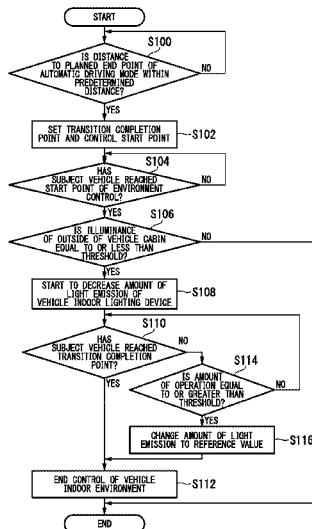 START
S100
IS DISTANCE
TO PLANNED END POINT OF
AUTOMATIC DRIVING MODE WITHIN
PREDETERMINED
DISTANCE?
NO
YES
SET TRANSITION COMPLETION
POINT AND CONTROL START POINT
S102
S104
HAS
SUBJECT VEHICLE REACHED
START POINT OF ENVIRONMENT
CONTROL?
NO
YES
S106
IS ILLUMINANCE
OF OUTSIDE OF VEHICLE CABIN
EQUAL TO OR LESS THAN
THRESHOLD?
NO
YES
START TO DECREASE AMOUNT OF
LIGHT EMISSION OF
VEHICLE INDOOR LIGHTING DEVICE
S108
S110
HAS
SUBJECT VEHICLE REACHED
TRANSITION COMPLETION
POINT?
NO
YES
S114
IS AMOUNT
OF OPERATION EQUAL
TO OR GREATER THAN
THRESHOLD?
NO
YES
CHANGE AMOUNT OF LIGHT
EMISSION TO REFERENCE VALUE
S116
END CONTROL OF VEHICLE
INDOOR ENVIRONMENT
S112
END